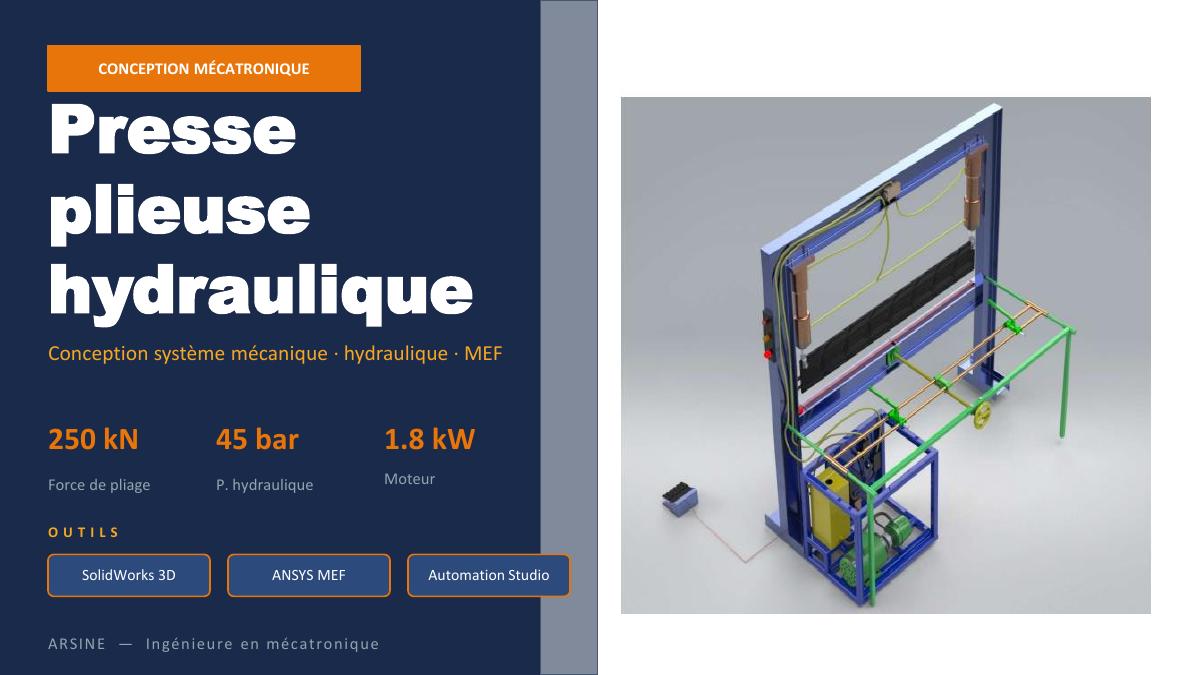 CONCEPTION MÉCATRONIQUE
Presse
plieuse
hydraulique
Conception système mécanique · hydraulique · MEF
250 kN
45 bar
1.8 kW
Force de pliage
P. hydraulique
Moteur
OUTILS
SolidWorks 3D
ANSYS MEF
Automation Studio
ARSINE — Ingénieure en mécatronique